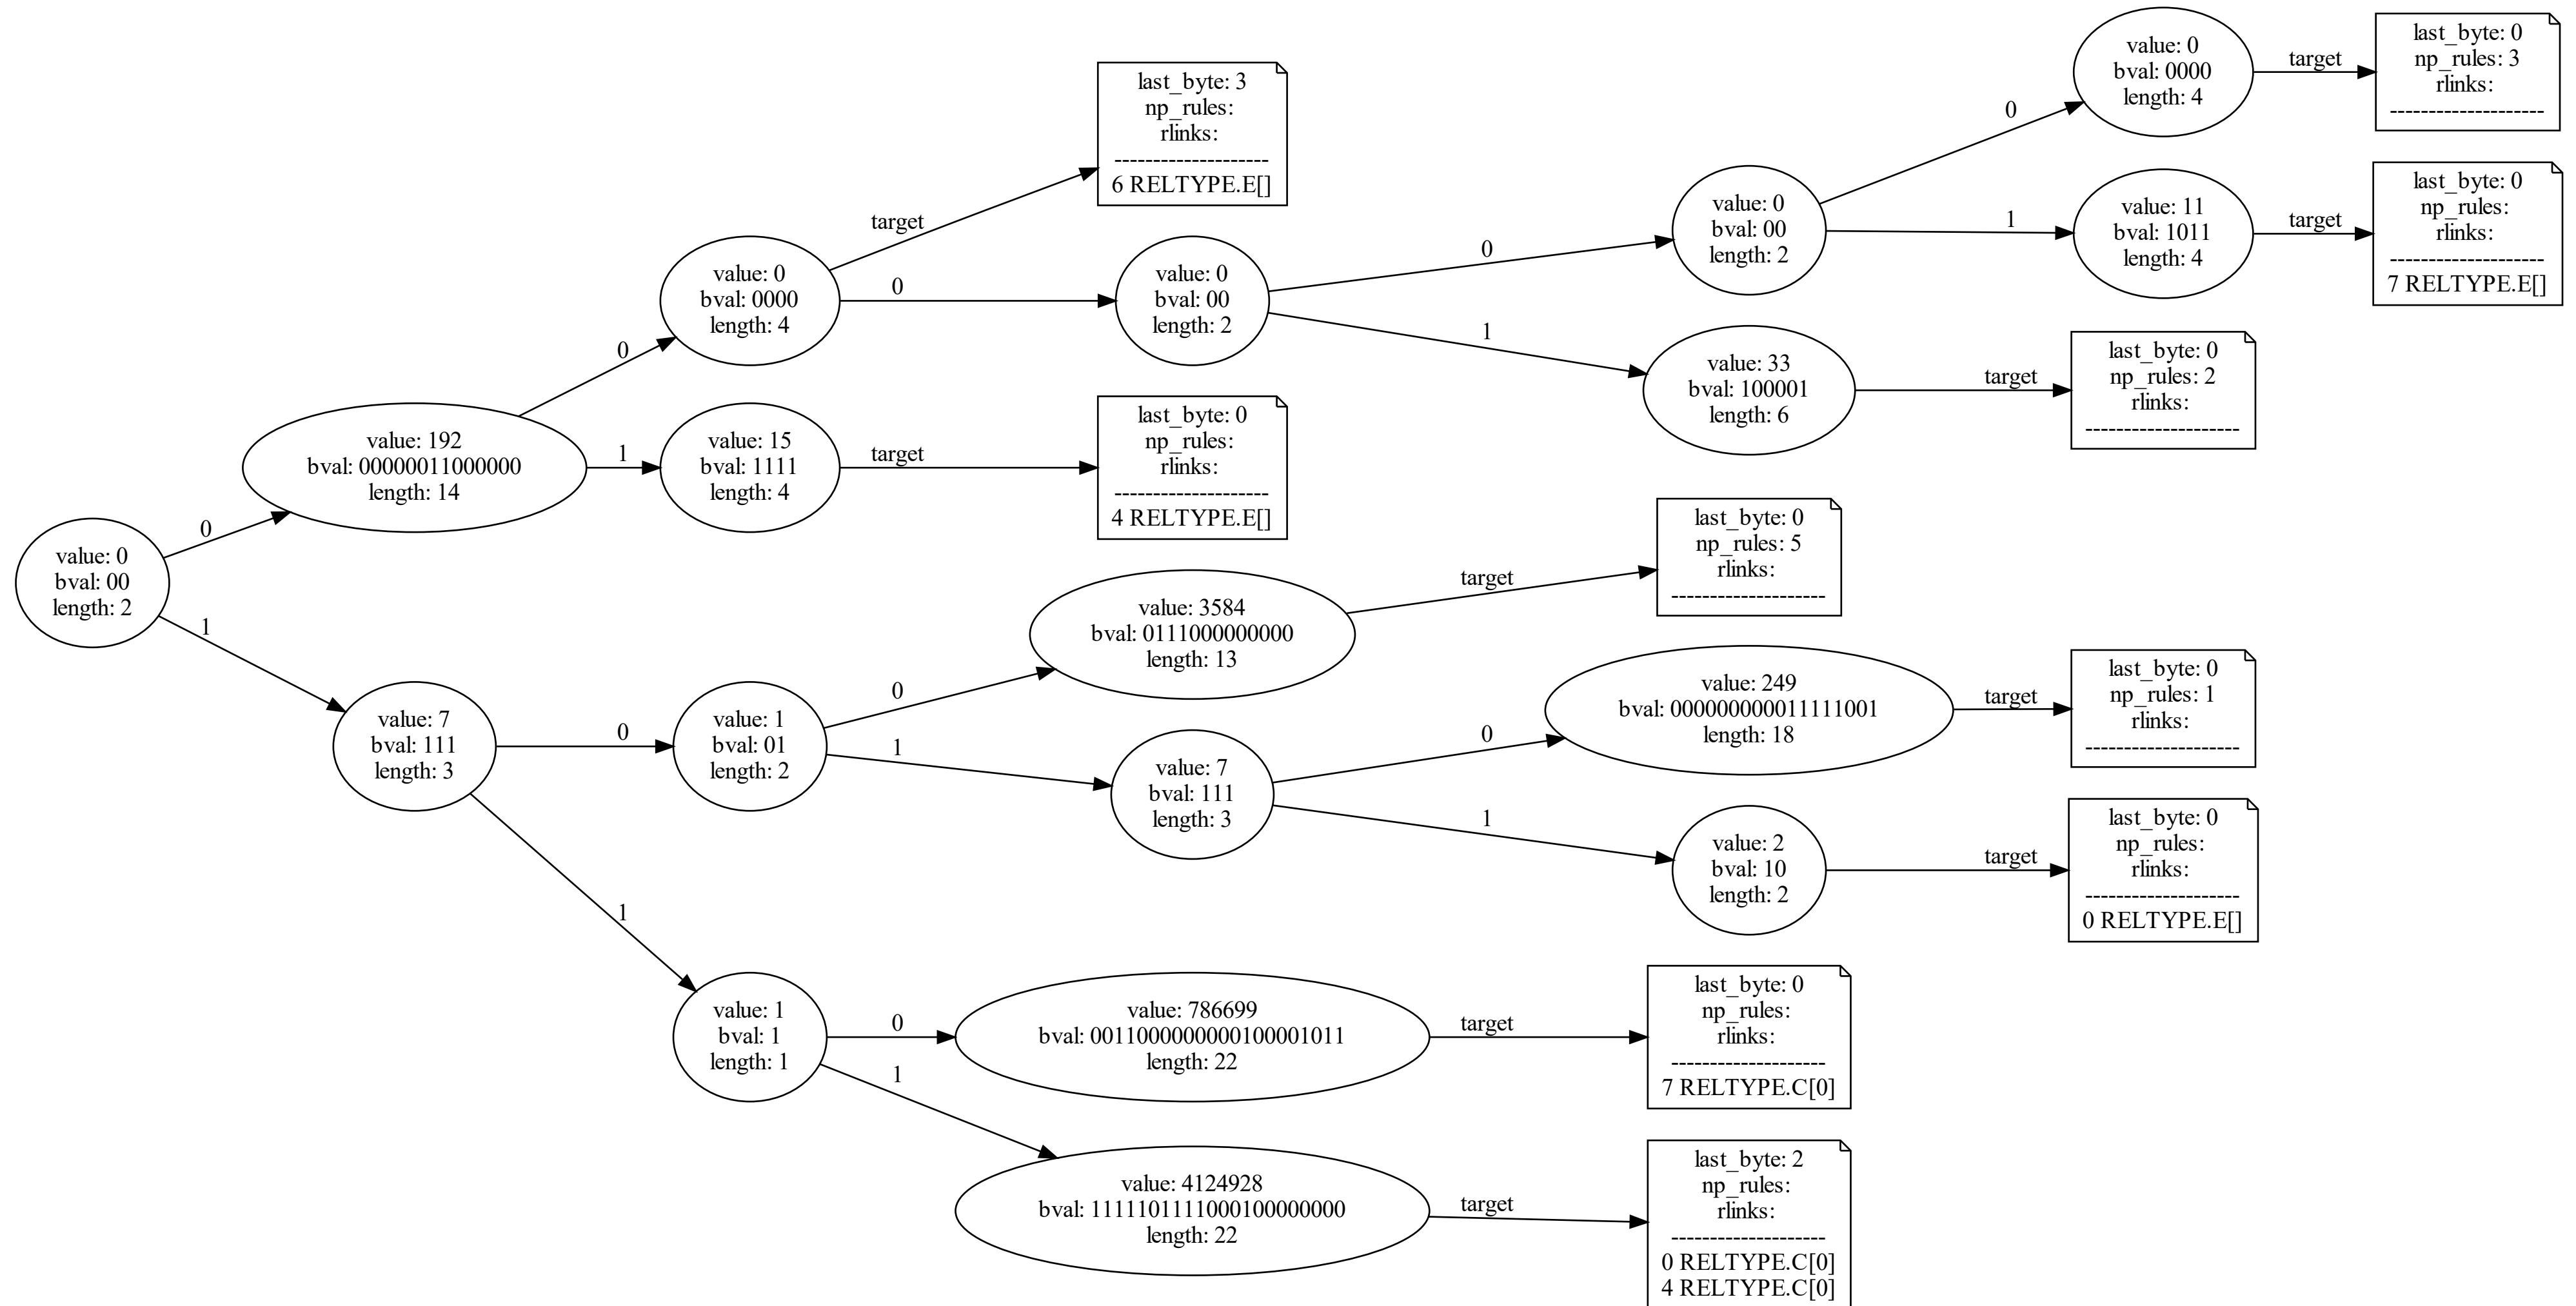 value: 0
bval: 00
length: 2
0
1
value: 192
bval: 00000011000000
length: 14
0
1
value: 0
bval: 0000
length: 4
target
last_byte: 3
np_rules:
rlinks:
--------------------
6 RELTYPE.E[]
0
value: 0
bval: 00
length: 2
0
1
value: 0
bval: 00
length: 2
0
1
value: 0
bval: 0000
length: 4
target
last_byte: 0
np_rules: 3
rlinks:
--------------------
value: 11
bval: 1011
length: 4
target
last_byte: 0
np_rules:
rlinks:
--------------------
7 RELTYPE.E[]
value: 33
bval: 100001
length: 6
target
last_byte: 0
np_rules: 2
rlinks:
--------------------
value: 15
bval: 1111
length: 4
target
last_byte: 0
np_rules:
rlinks:
--------------------
4 RELTYPE.E[]
value: 7
bval: 111
length: 3
0
1
value: 1
bval: 01
length: 2
0
1
value: 3584
bval: 0111000000000
length: 13
target
last_byte: 0
np_rules: 5
rlinks:
--------------------
value: 7
bval: 111
length: 3
0
1
value: 249
bval: 000000000011111001
length: 18
target
last_byte: 0
np_rules: 1
rlinks:
--------------------
value: 2
bval: 10
length: 2
target
last_byte: 0
np_rules:
rlinks:
--------------------
0 RELTYPE.E[]
value: 1
bval: 1
length: 1
0
1
value: 786699
bval: 0011000000000100001011
length: 22
target
last_byte: 0
np_rules:
rlinks:
--------------------
7 RELTYPE.C[0]
value: 4124928
bval: 1111101111000100000000
length: 22
target
last_byte: 2
np_rules:
rlinks:
--------------------
0 RELTYPE.C[0]
4 RELTYPE.C[0]